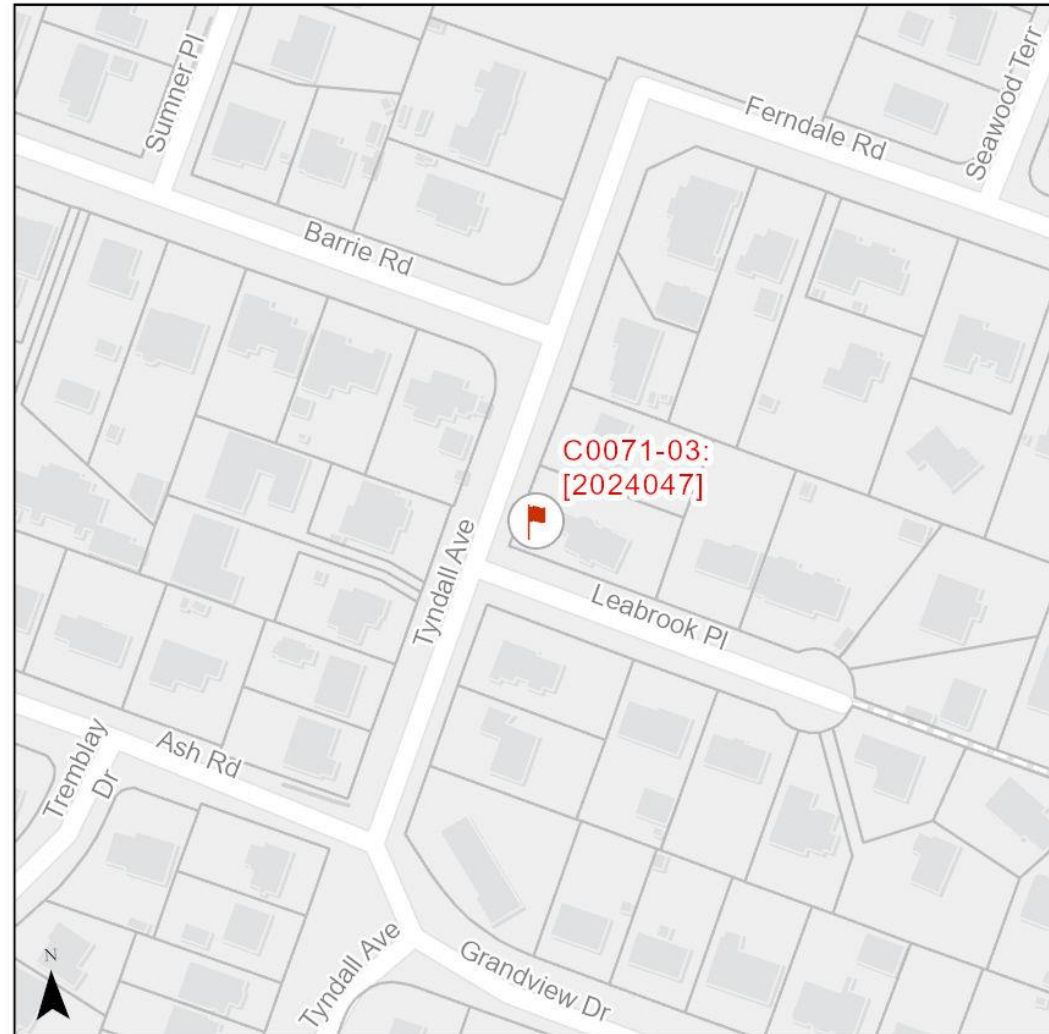 Sumner Pl
Ferndale Rd
Seawood Terr
Barrie Rd
C0071-03:
[2024047]
Tyndall Ave
Leabrook Pl
Tremblay
Dr
Ash Rd
Tyndall Ave
Grandview Dr
N